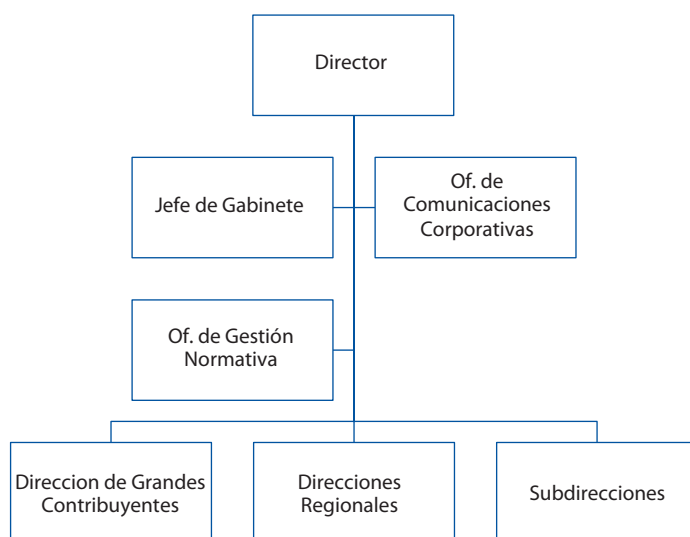 Director
Jefe de Gabinete
Of. de
Comunicaciones
Corporativas
Of. de Gestión
Normativa
Direccion de Grandes
Contribuyentes
Direcciones
Regionales
Subdirecciones